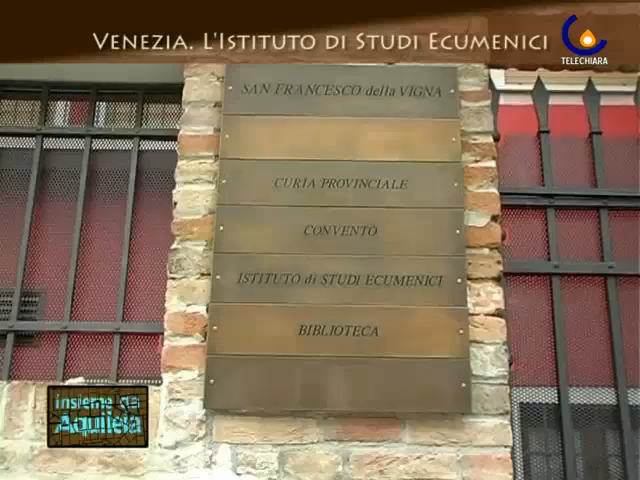 VENEZIA. L'ISTITUTO DI STUDI ECUMENICI
TELECHIARA
SAN FRANCESCO della VIGNA
CURIA PROVINCIALE
CONVENTO
ISTITUTO di STUDI ECUMENICI
BIBLIOTECA
insieme da
Aquileia